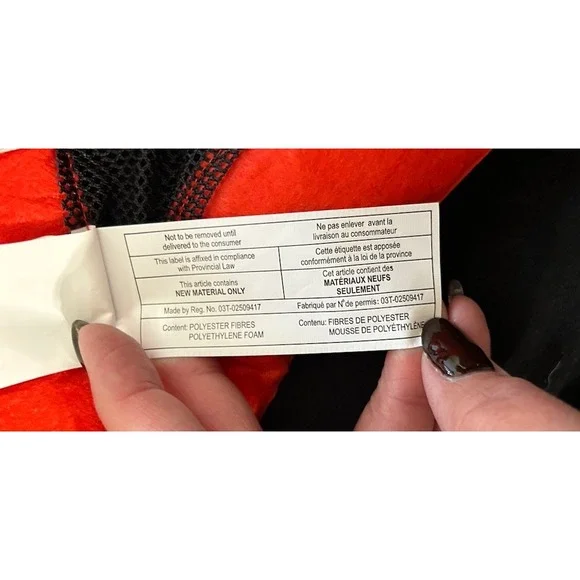 Not to be removed until
delivered to the consumer
This label is affixed in compliance
with Provincial Law
This article contains
NEW MATERIAL ONLY
Made by Reg. No. 03T-02509417
Content: POLYESTER FIBRES
POLYETHYLENE FOAM
Ne pas enlever avant la
livraison au consommateur
Cette étiquette est apposée
conformément à la loi de la province
Cet article contient des
MATÉRIAUX NEUFS
SEULEMENT
Fabriqué par N° de permis: 03T-02509417
Contenu: FIBRES DE POLYESTER
MOUSSE DE POLYÉTHYLÈNE